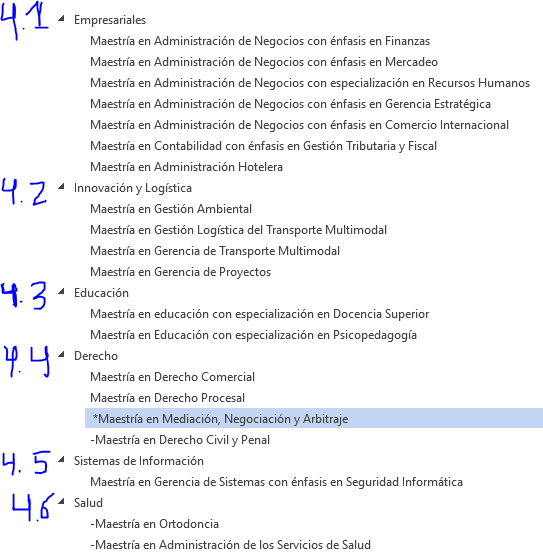 4.1 Empresariales
Maestría en Administración de Negocios con énfasis en Finanzas
Maestría en Administración de Negocios con énfasis en Mercadeo
Maestría en Administración de Negocios con especialización en Recursos Humanos
Maestría en Administración de Negocios con énfasis en Gerencia Estratégica
Maestría en Administración de Negocios con énfasis en Comercio Internacional
Maestría en Contabilidad con énfasis en Gestión Tributaria y Fiscal
Maestría en Administración Hotelera
4.2 Innovación y Logística
Maestría en Gestión Ambiental
Maestría en Gestión Logística del Transporte Multimodal
Maestría en Gerencia de Transporte Multimodal
Maestría en Gerencia de Proyectos
4.3 Educación
Maestría en educación con especialización en Docencia Superior
Maestría en Educación con especialización en Psicopedagogía
4.4 Derecho
Maestría en Derecho Comercial
Maestría en Derecho Procesal
*Maestría en Mediación, Negociación y Arbitraje
-Maestría en Derecho Civil y Penal
4.5 Sistemas de Información
Maestría en Gerencia de Sistemas con énfasis en Seguridad Informática
4.6 Salud
-Maestría en Ortodoncia
-Maestría en Administración de los Servicios de Salud